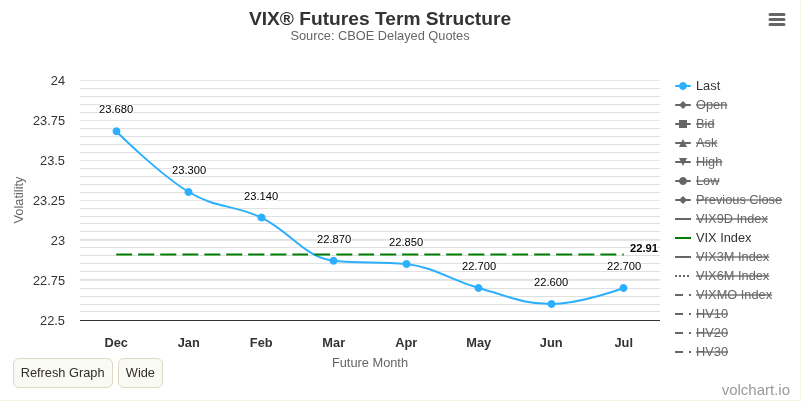 VIX® Futures Term Structure
Source: CBOE Delayed Quotes
24
23.75
23.5
23.25
23
22.75
22.5
Volatility
23.680
23.300
23.140
22.870
22.850
22.700
22.600
22.700
22.91
Dec Jan Feb Mar Apr May Jun Jul
Future Month
Last
Open
Bid
Ask
High
Low
Previous Close
VIX9D Index
VIX Index
VIX3M Index
VIX6M Index
VIXMO Index
HV10
HV20
HV30
Refresh Graph
Wide
volchart.io